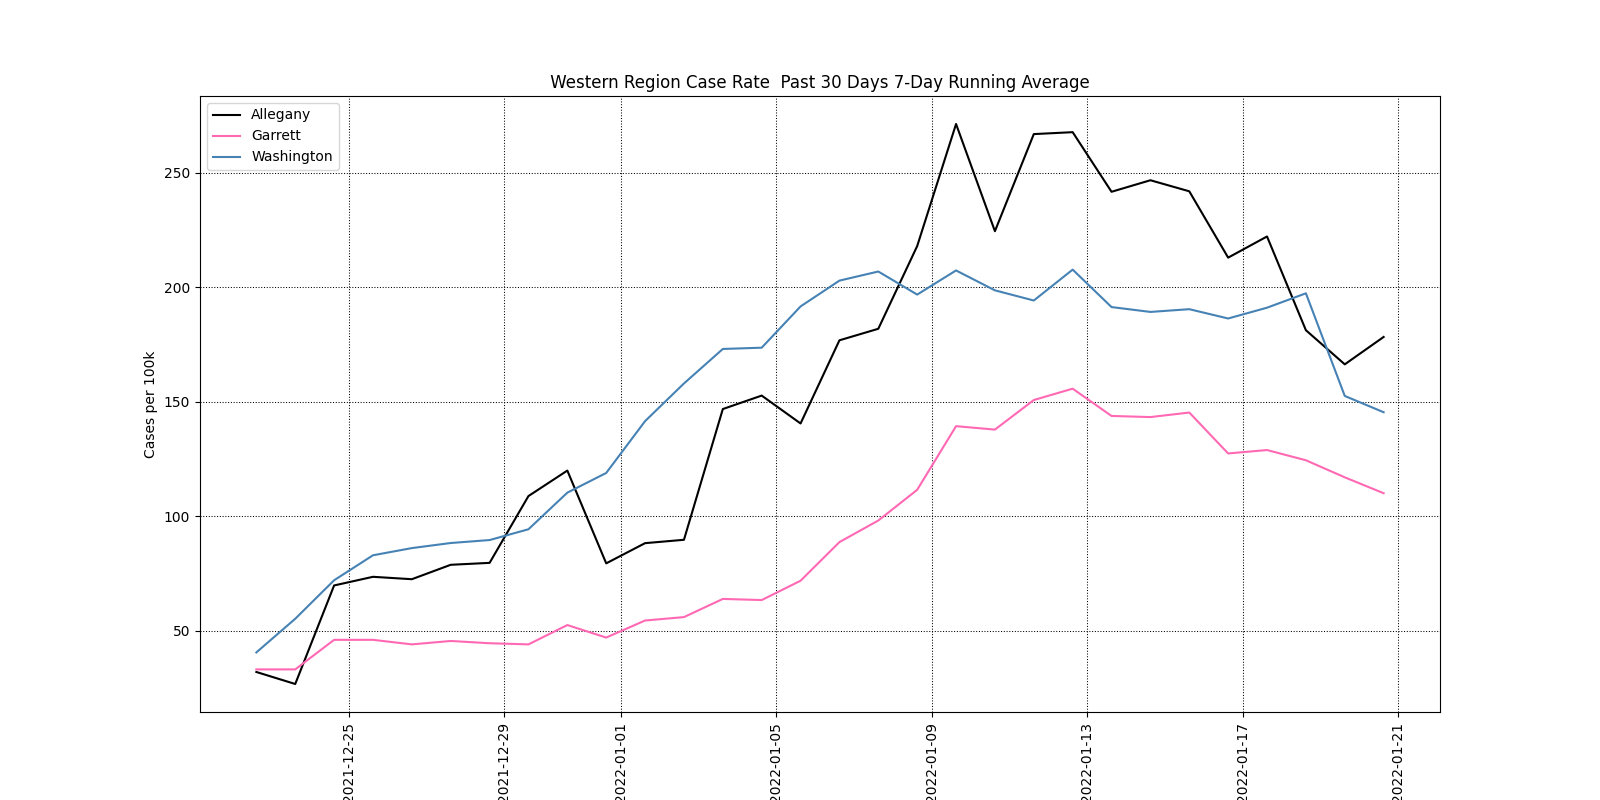 Western Region Case Rate  Past 30 Days 7-Day Running Average
Allegany
Garrett
Washington
Cases per 100k
250
200
150
100
50
2021-12-25
2021-12-29
2022-01-01
2022-01-05
2022-01-09
2022-01-13
2022-01-17
2022-01-21